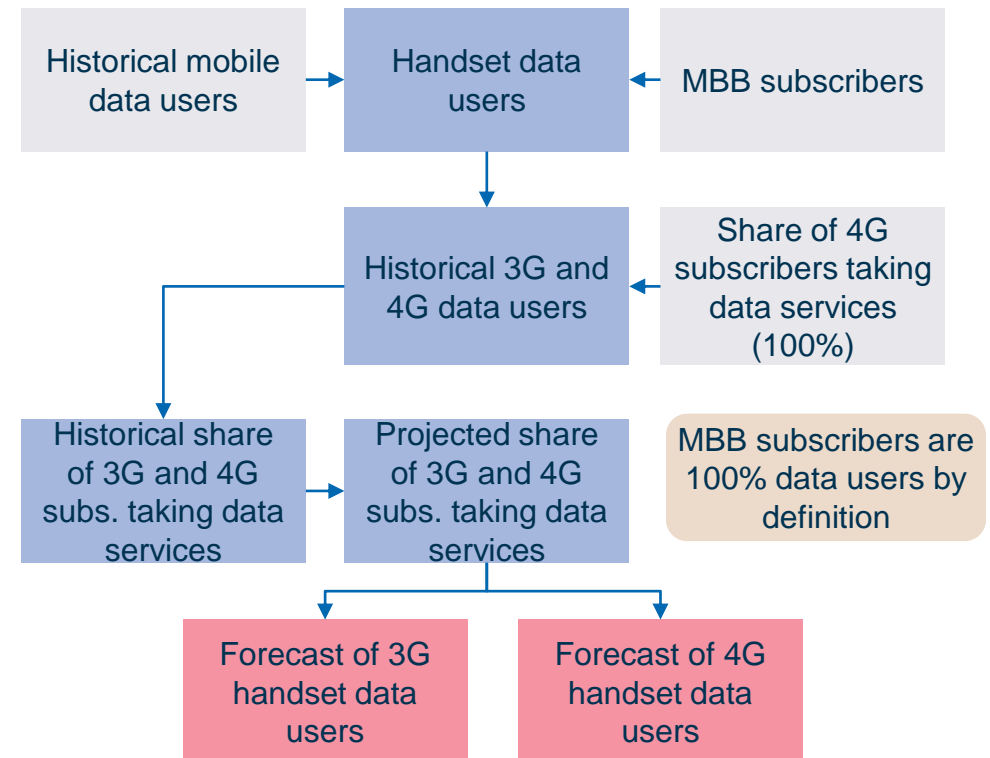 Historical mobile
data users
Handset data
users
MBB subscribers
Historical 3G and
4G data users
Share of 4G
subscribers taking
data services
(100%)
Historical share
of 3G and 4G
subs. taking data
services
Projected share
of 3G and 4G
subs. taking data
services
MBB subscribers are
100% data users by
definition
Forecast of 3G
handset data
users
Forecast of 4G
handset data
users